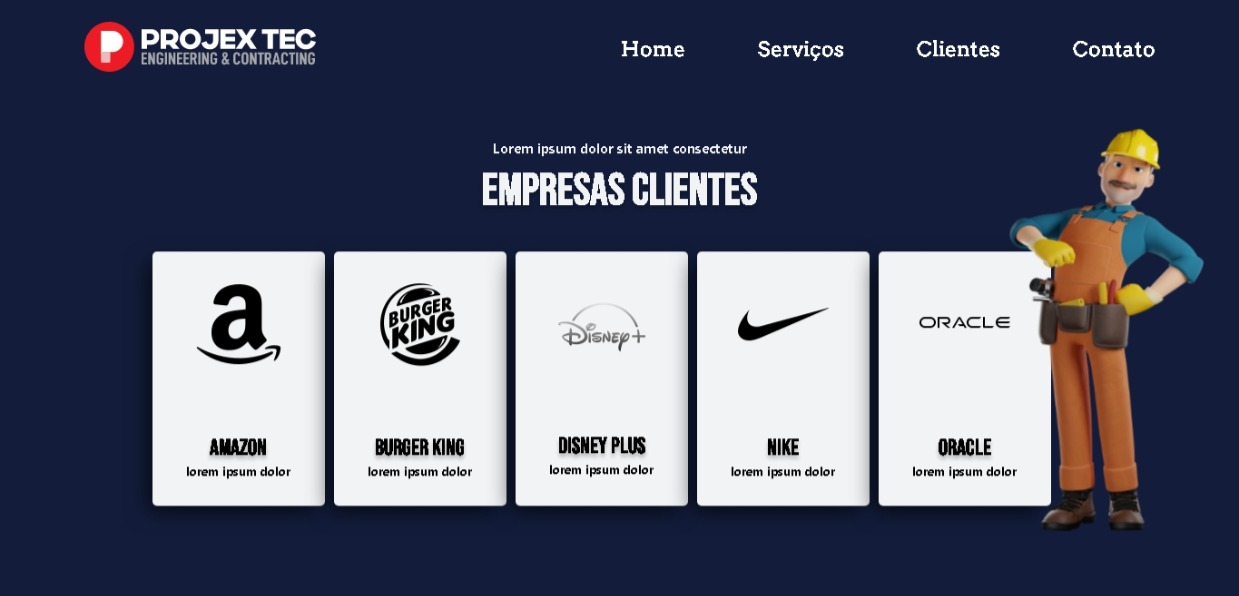 PROJEX TEC
ENGINEERING & CONTRACTING
Home Serviços Clientes Contato
Lorem ipsum dolor sit amet consectetur
EMPRESAS CLIENTES
a
BURGER
KING
Disney+
ORACLE
AMAZON
lorem ipsum dolor
BURGER KING
lorem ipsum dolor
DISNEY PLUS
lorem ipsum dolor
NIKE
lorem ipsum dolor
ORACLE
lorem ipsum dolor